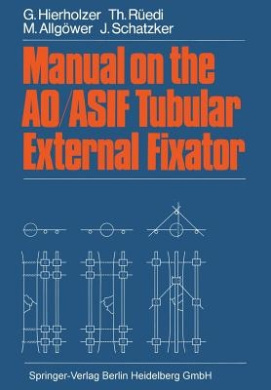 G. Hierholzer Th. Rüedi
M. Allgöwer J. Schatzker
Manual on the
AO/ASIF Tubular
External Fixator
Springer-Verlag Berlin Heidelberg GmbH